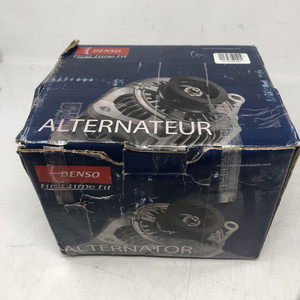 DENSO
first time fit
ALTERNATEUR
DENSO
first time fit
ALTERNATOR